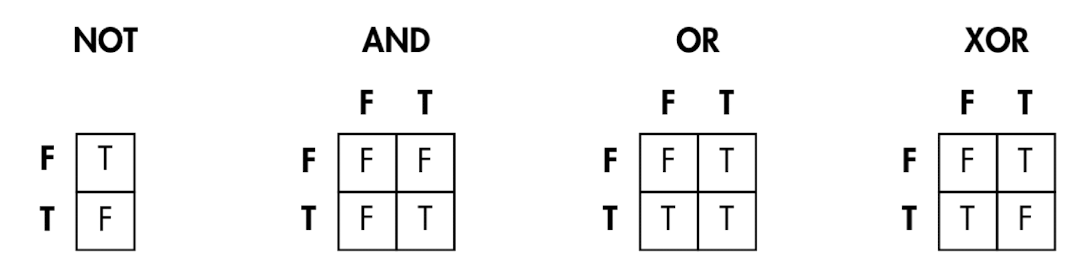 NOT AND OR XOR
F T F T F T
F T F F F F F T F F T
T F T F T T T T T T F